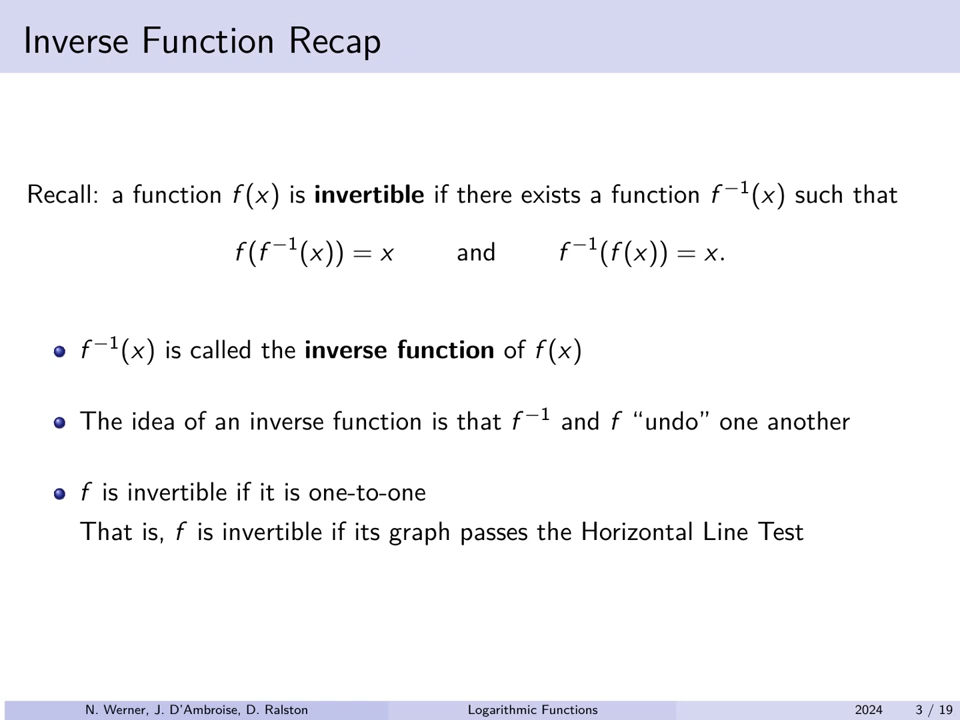 Inverse Function Recap
Recall: a function f(x) is invertible if there exists a function f⁻¹(x) such that
f(f⁻¹(x)) = x and f⁻¹(f(x)) = x.
f⁻¹(x) is called the inverse function of f(x)
The idea of an inverse function is that f⁻¹ and f “undo” one another
f is invertible if it is one-to-one
That is, f is invertible if its graph passes the Horizontal Line Test
N. Werner, J. D'Ambroise, D. Ralston Logarithmic Functions 2024 3 / 19